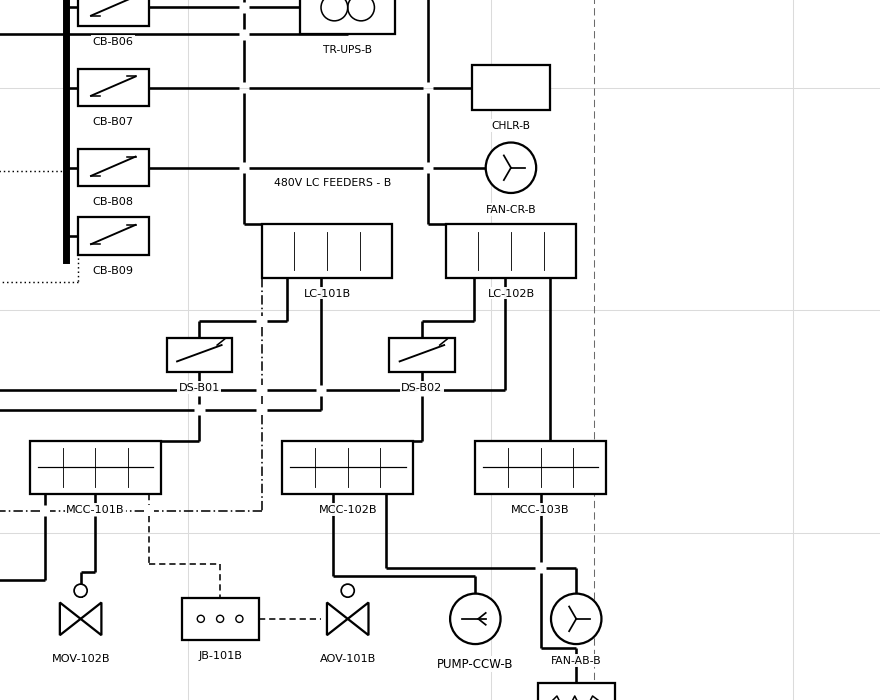 CB-B06
TR-UPS-B
CB-B07
CHLR-B
480V LC FEEDERS - B
CB-B08
FAN-CR-B
CB-B09
LC-101B
LC-102B
DS-B01
DS-B02
MCC-101B
MCC-102B
MCC-103B
MOV-102B
JB-101B
AOV-101B
PUMP-CCW-B
FAN-AB-B